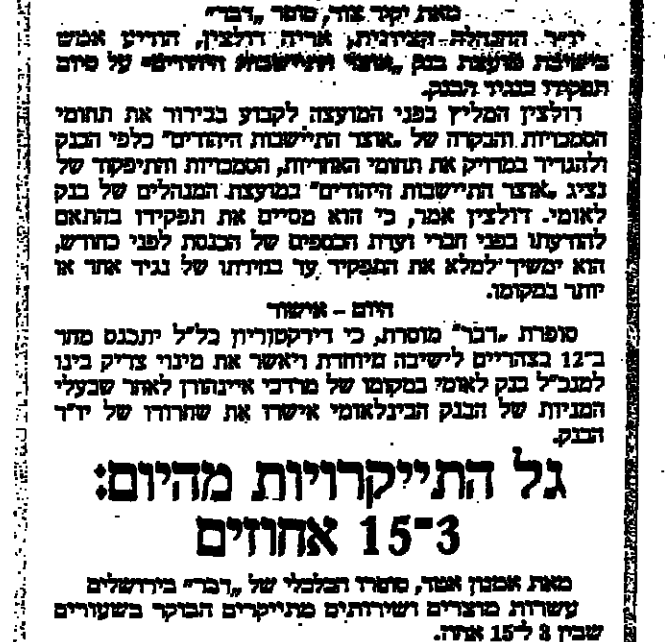 מאת יקיר צור, סופר „דבר”
יו״ר ההנהלה הציונית, אריה דולצין, הודיע אמש
בישיבת מועצת בנק „אוצר התיישבות היהודים” על סיום
תפקידו כנגיד הבנק.
דולצין המליץ בפני המועצה לקבוע בבירור את תחומי
הסמכויות והבקרה של „אוצר התיישבות היהודים” כלפי הבנק
ולהגדיר במדויק את תחומי האחריות, הסמכויות והתיפקוד של
נציג „אוצר התיישבות היהודים” במועצת המנהלים של בנק
לאומי. דולצין אמר, כי הוא מסיים את תפקידו בהתאם
להודעתו בפני חברי ועדת הכספים של הכנסת לפני כחודש,
הוא ימשיך למלא את התפקיד עד בחירתו של נגיד אחר או
יותר במקומו.
היום – אישור
סופרת „דבר” מוסרת, כי דירקטוריון בל״ל יתכנס מחר
ב־12 בצהריים לישיבה מיוחדת ויאשר את מינוי צדיק בינו
למנכ״ל בנק לאומי במקומו של מרדכי איינהורן לאחר שבעלי
המניות של הבנק הבינלאומי אישרו את שחרורו של יו״ר
הבנק.
גל התייקרויות מהיום:
3־15 אחוזים
מאת אמנון אטד, סופרו הכלכלי של „דבר” בירושלים
עשרות מוצרים ושירותים מתייקרים הבוקר בשעורים
שבין 3 ל־15 אחוז.